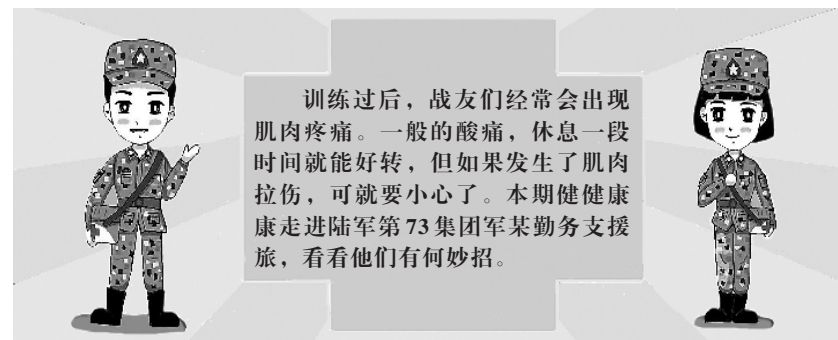 训练过后，战友们经常会出现
肌肉疼痛。一般的酸痛，休息一段
时间就能好转，但如果发生了肌肉
拉伤，可就要小心了。本期健健康
康走进陆军第73集团军某勤务支援
旅，看看他们有何妙招。